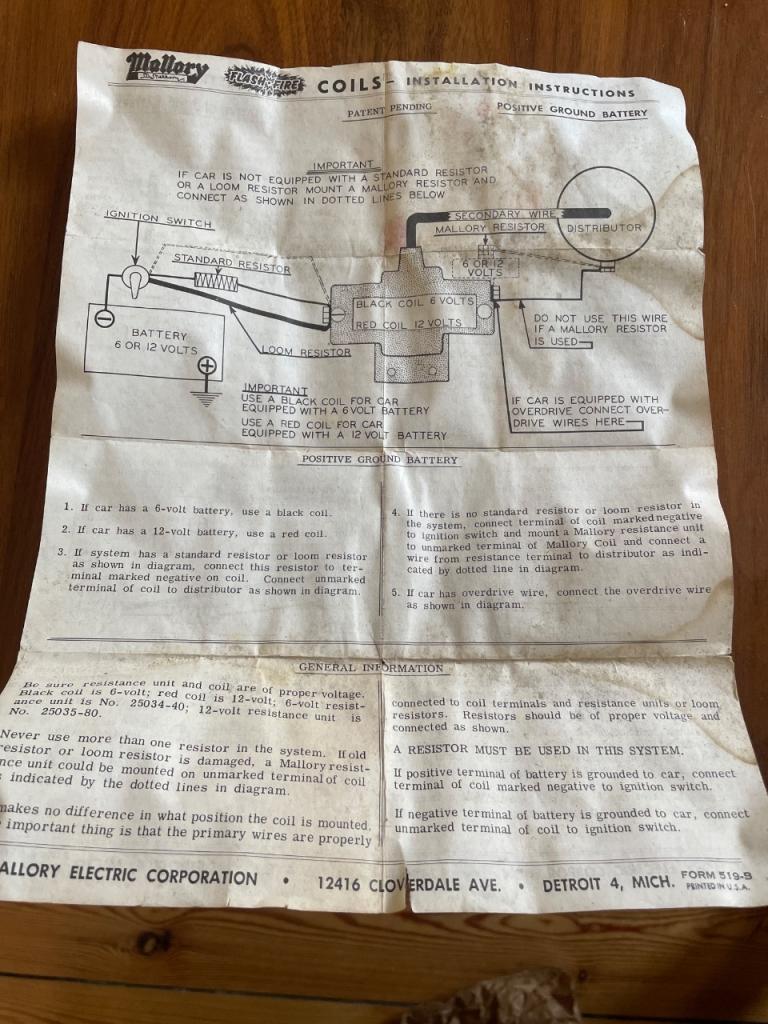 Mallory
FLASH-FIRE
COILS - INSTALLATION INSTRUCTIONS
PATENT PENDING
POSITIVE GROUND BATTERY
IMPORTANT
IF CAR IS NOT EQUIPPED WITH A STANDARD RESISTOR
OR A LOOM RESISTOR MOUNT A MALLORY RESISTOR AND
CONNECT AS SHOWN IN DOTTED LINES BELOW
IGNITION SWITCH
STANDARD RESISTOR
SECONDARY WIRE
MALLORY RESISTOR
DISTRIBUTOR
6 OR 12
VOLTS
BLACK COIL 6 VOLTS
RED COIL 12 VOLTS
BATTERY
6 OR 12 VOLTS
LOOM RESISTOR
DO NOT USE THIS WIRE
IF A MALLORY RESISTOR
IS USED
IMPORTANT
USE A BLACK COIL FOR CAR
EQUIPPED WITH A 6 VOLT BATTERY
USE A RED COIL FOR CAR
EQUIPPED WITH A 12 VOLT BATTERY
IF CAR IS EQUIPPED WITH
OVERDRIVE CONNECT OVER-
DRIVE WIRES HERE
POSITIVE GROUND BATTERY
1. If car has a 6-volt battery, use a black coil.
2. If car has a 12-volt battery, use a red coil.
3. If system has a standard resistor or loom resistor
as shown in diagram, connect this resistor to ter-
minal marked negative on coil. Connect unmarked
terminal of coil to distributor as shown in diagram.
4. If there is no standard resistor or loom resistor in
the system, connect terminal of coil marked negative
to ignition switch and mount a Mallory resistance unit
to unmarked terminal of Mallory Coil and connect a
wire from resistance terminal to distributor as indi-
cated by dotted line in diagram.
5. If car has overdrive wire, connect the overdrive wire
as shown in diagram.
GENERAL INFORMATION
Be sure resistance unit and coil are of proper voltage.
Black coil is 6-volt; red coil is 12-volt; 6-volt resist-
ance unit is No. 25034-40; 12-volt resistance unit is
No. 25035-80.
Never use more than one resistor in the system. If old
resistor or loom resistor is damaged, a Mallory resist-
nce unit could be mounted on unmarked terminal of coil
s indicated by the dotted lines in diagram.
makes no difference in what position the coil is mounted.
e important thing is that the primary wires are properly
connected to coil terminals and resistance units or loom
resistors. Resistors should be of proper voltage and
connected as shown.
A RESISTOR MUST BE USED IN THIS SYSTEM.
If positive terminal of battery is grounded to car, connect
terminal of coil marked negative to ignition switch.
If negative terminal of battery is grounded to car, connect
unmarked terminal of coil to ignition switch.
ALLORY ELECTRIC CORPORATION • 12416 CLOVERDALE AVE. • DETROIT 4, MICH.
FORM 519-B
PRINTED IN U.S.A.